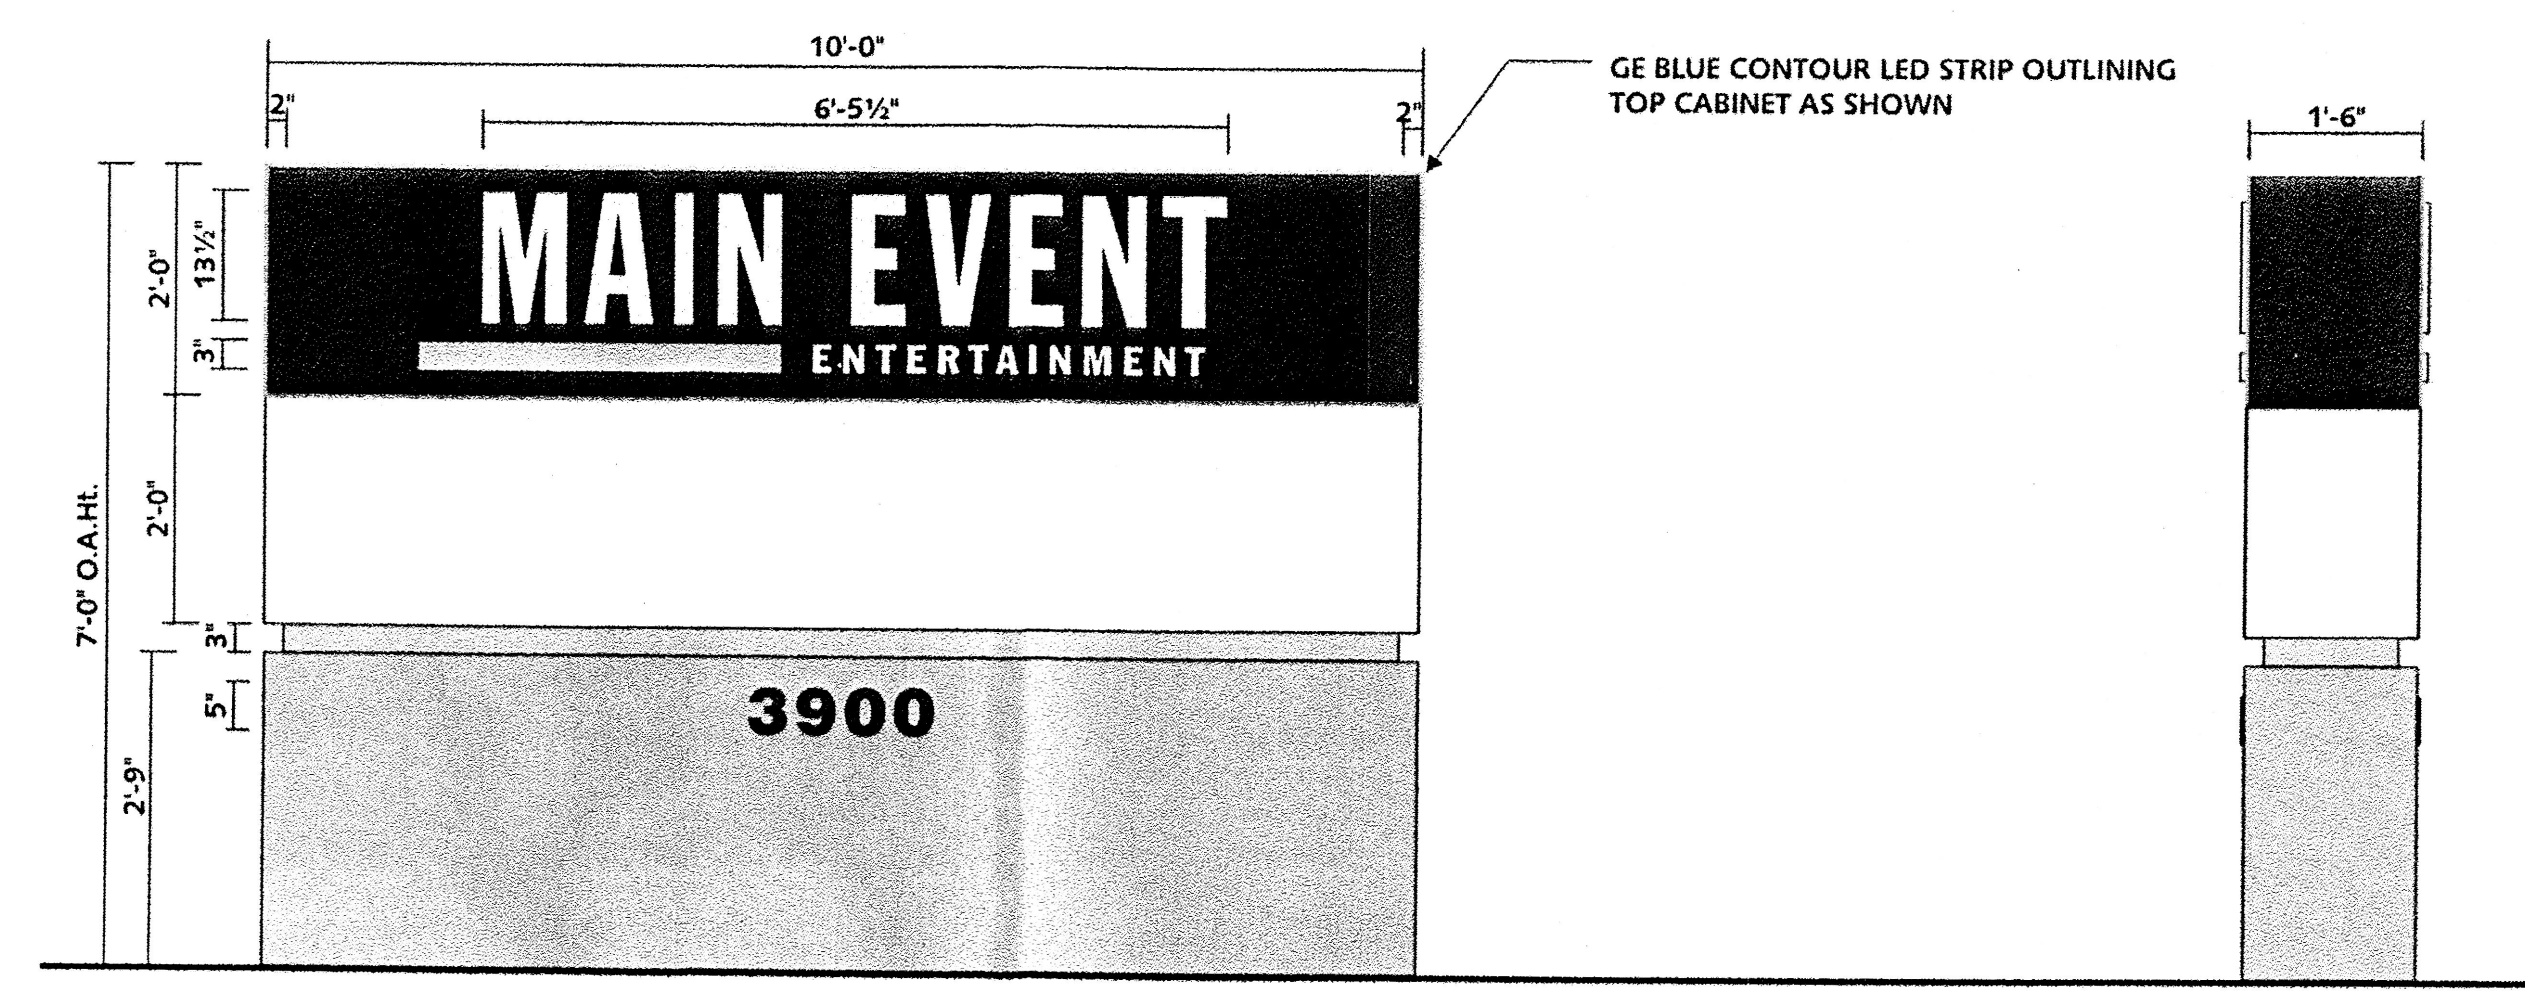 10'-0"
2"
6'-5½"
2"
GE BLUE CONTOUR LED STRIP OUTLINING
TOP CABINET AS SHOWN
1'-6"
MAIN EVENT
ENTERTAINMENT
13½"
2'-0"
3"
2'-0"
7'-0" O.A.Ht.
3"
5"
3900
2'-9"